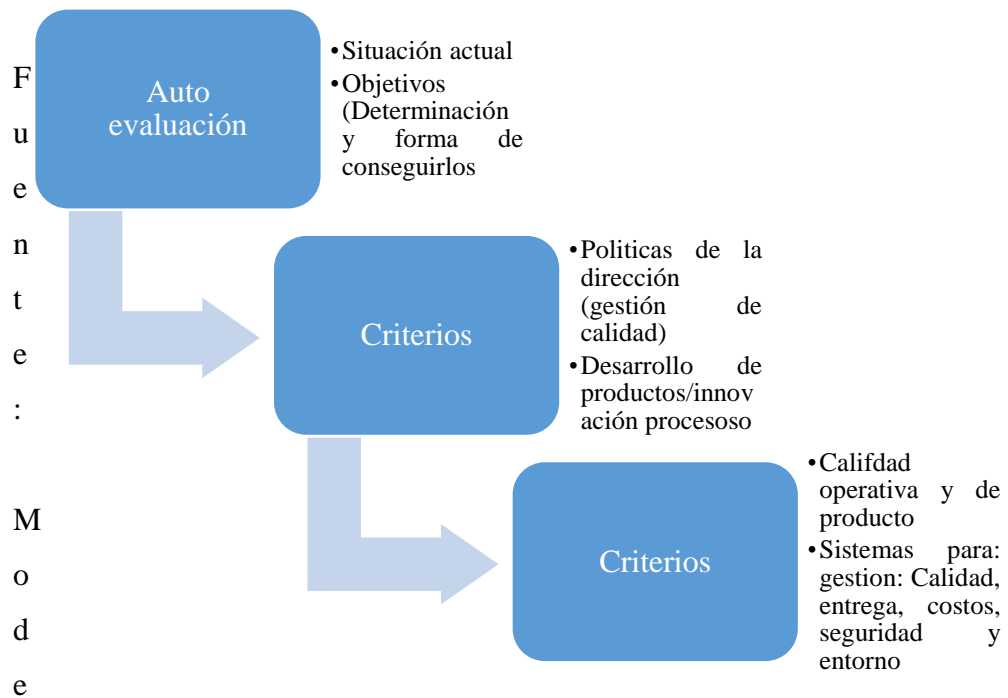 Auto
evaluación
•Situación actual
•Objetivos
(Determinación
y forma de
conseguirlos
Criterios
•Politicas de la
dirección
(gestión de
calidad)
•Desarrollo de
productos/innov
ación procesoso
Criterios
•Califdad
operativa y de
producto
•Sistemas para:
gestion: Calidad,
entrega, costos,
seguridad y
entorno
F
u
e
n
t
e
:
M
o
d
e